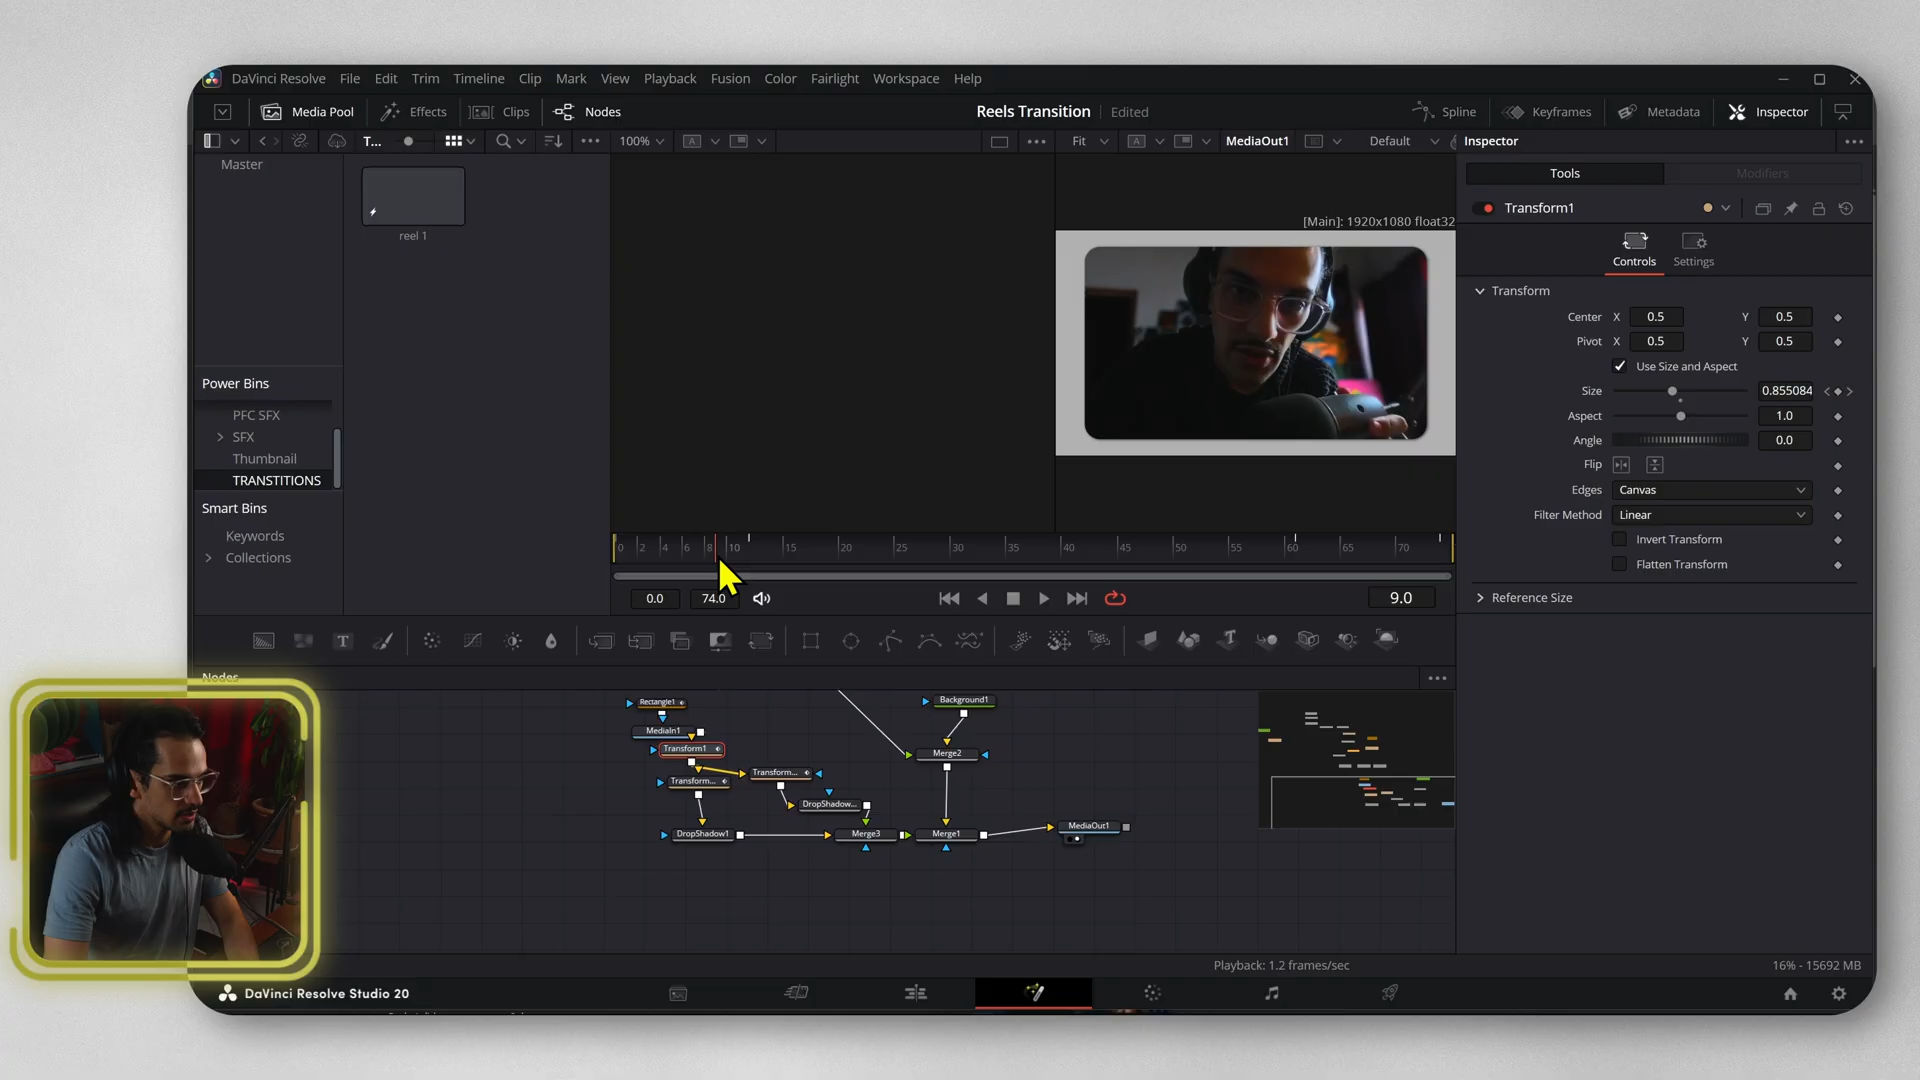 DaVinci Resolve File Edit Trim Timeline Clip Mark View Playback Fusion Color Fairlight Workspace Help
Media Pool Effects Clips Nodes Reels Transition Edited Spline Keyframes Metadata Inspector
T... 100% Fit MediaOut1 Default Inspector
Master
reel 1
Power Bins
PFC SFX
SFX
Thumbnail
TRANSTITIONS
Smart Bins
Keywords
Collections
[Main]: 1920x1080 float32
0 2 4 6 8 10 15 20 25 30 35 40 45 50 55 60 65 70
0.0 74.0 9.0
Tools Modifiers
Transform1
Controls Settings
Transform
Center X 0.5 Y 0.5
Pivot X 0.5 Y 0.5
Use Size and Aspect
Size 0.855084
Aspect 1.0
Angle 0.0
Flip
Edges Canvas
Filter Method Linear
Invert Transform
Flatten Transform
Reference Size
Nodes
Rectangle1
MediaIn1
Transform1
Transform...
Transform...
DropShadow...
DropShadow1
Merge3
Merge1
Background1
Merge2
MediaOut1
Playback: 1.2 frames/sec 16% - 15692 MB
DaVinci Resolve Studio 20